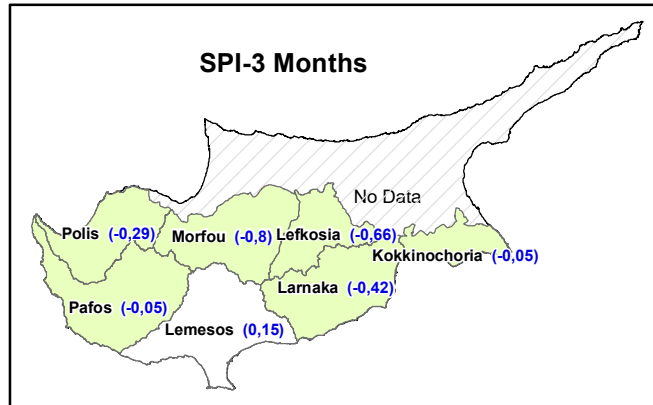 SPI-3 Months
No Data
Polis (-0,29)
Morfou (-0,8)
Lefkosia (-0,66)
Kokkinochoria (-0,05)
Larnaka (-0,42)
Pafos (-0,05)
Lemesos (0,15)